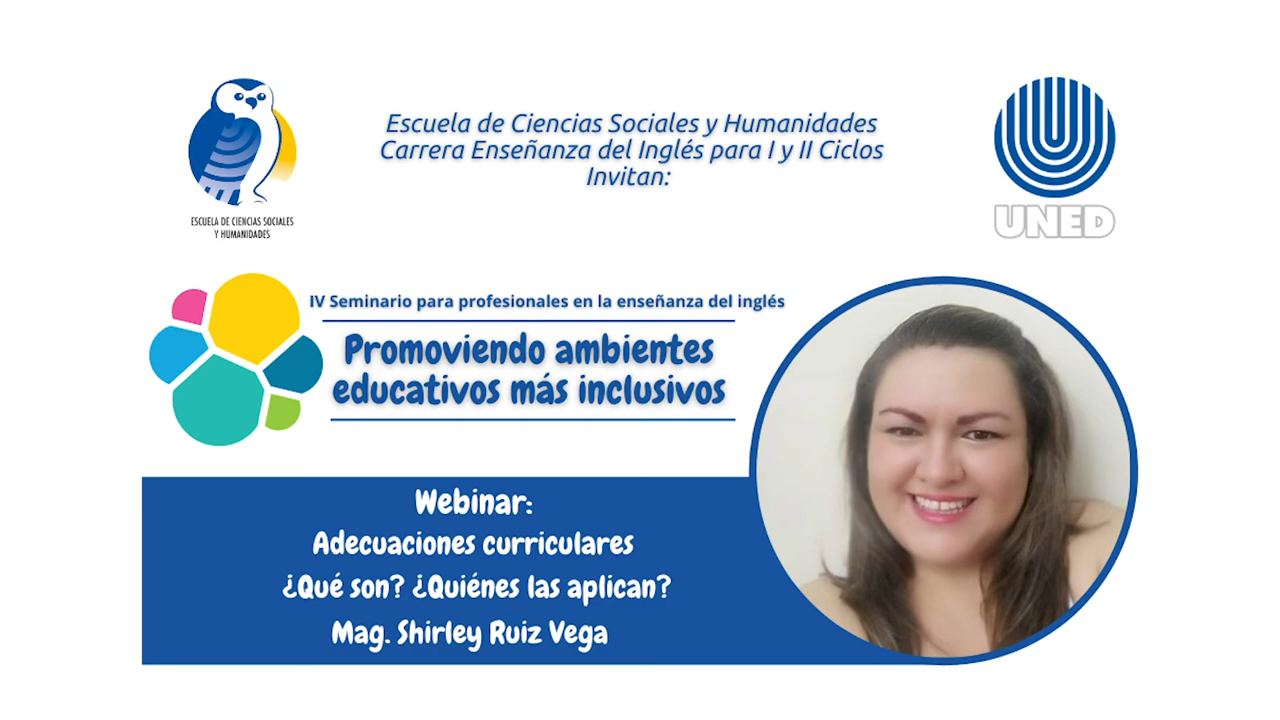 Escuela de Ciencias Sociales y Humanidades
Carrera Enseñanza del Inglés para I y II Ciclos
Invitan:
ESCUELA DE CIENCIAS SOCIALES
Y HUMANIDADES
UNED
IV Seminario para profesionales en la enseñanza del inglés
Promoviendo ambientes
educativos más inclusivos
Webinar:
Adecuaciones curriculares
¿Qué son? ¿Quiénes las aplican?
Mag. Shirley Ruiz Vega